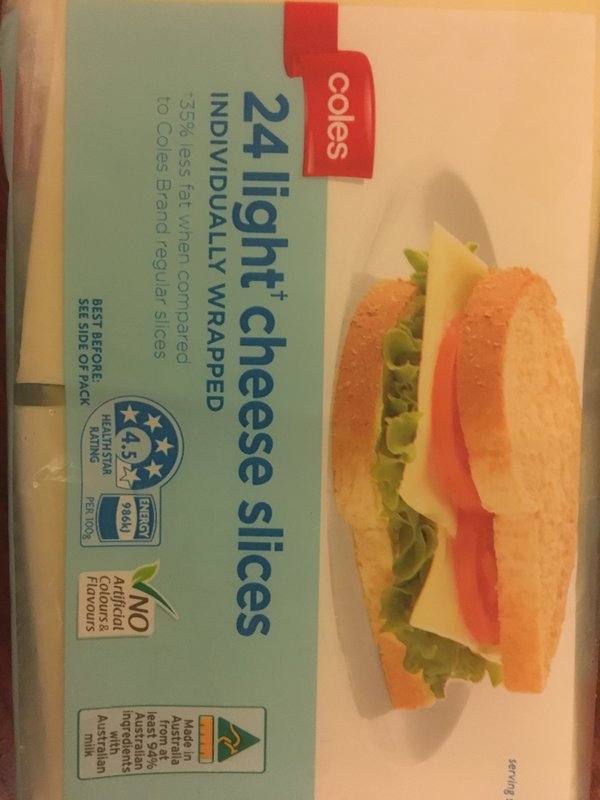 coles
24 light† cheese slices
INDIVIDUALLY WRAPPED
†35% less fat when compared
to Coles Brand regular slices
BEST BEFORE:
SEE SIDE OF PACK
4.5
HEALTH STAR
RATING
ENERGY
986kJ
PER 100g
NO
Artificial
Colours &
Flavours
Made in
Australia
from at
least 94%
Australian
ingredients
with
Australian
milk
serving